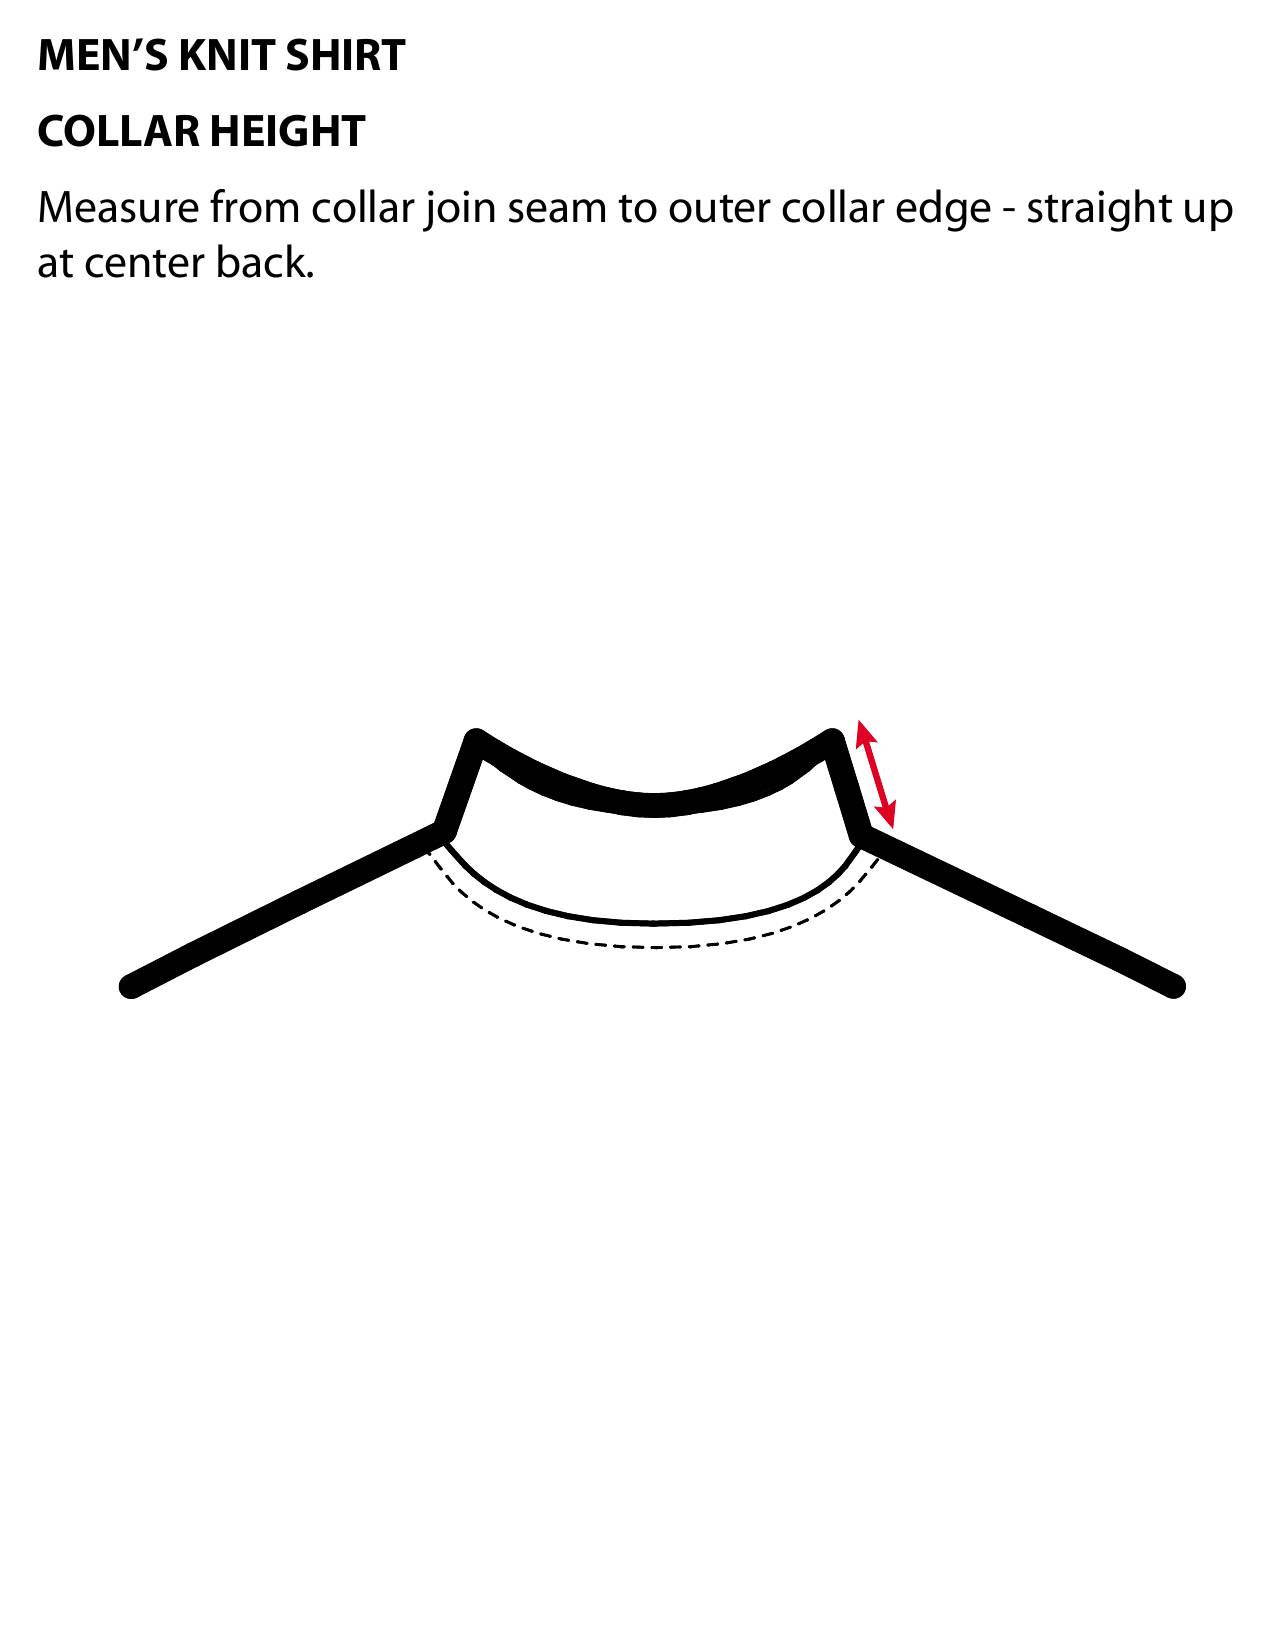 MEN’S KNIT SHIRT
COLLAR HEIGHT
Measure from collar join seam to outer collar edge - straight up
at center back.